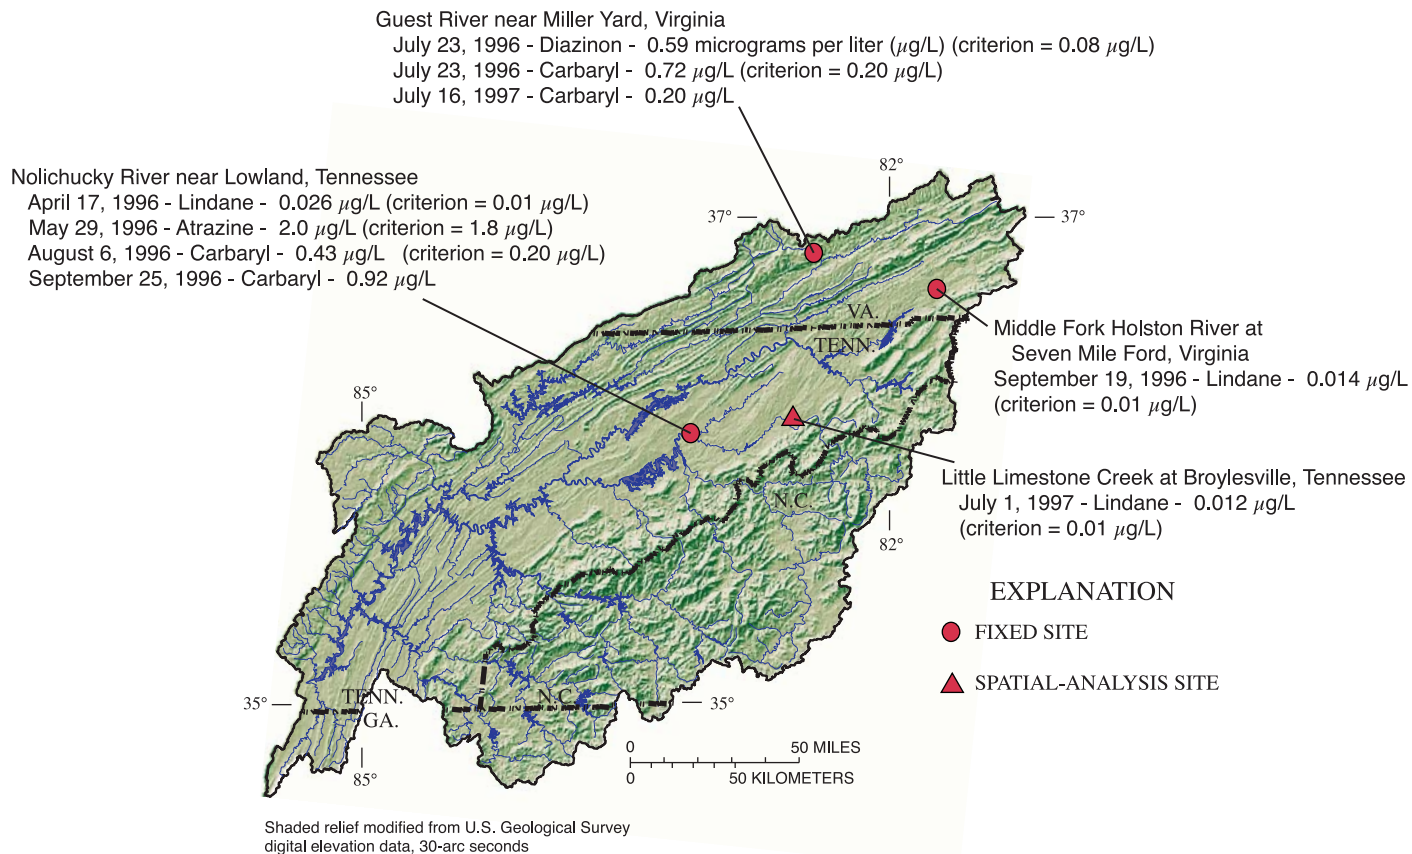 Guest River near Miller Yard, Virginia
July 23, 1996 - Diazinon - 0.59 micrograms per liter (µg/L) (criterion = 0.08 µg/L)
July 23, 1996 - Carbaryl - 0.72 µg/L (criterion = 0.20 µg/L)
July 16, 1997 - Carbaryl - 0.20 µg/L
Nolichucky River near Lowland, Tennessee
April 17, 1996 - Lindane - 0.026 µg/L (criterion = 0.01 µg/L)
May 29, 1996 - Atrazine - 2.0 µg/L (criterion = 1.8 µg/L)
August 6, 1996 - Carbaryl - 0.43 µg/L (criterion = 0.20 µg/L)
September 25, 1996 - Carbaryl - 0.92 µg/L
82°
37°
37°
VA.
TENN.
Middle Fork Holston River at
Seven Mile Ford, Virginia
September 19, 1996 - Lindane - 0.014 µg/L
(criterion = 0.01 µg/L)
85°
Little Limestone Creek at Broylesville, Tennessee
July 1, 1997 - Lindane - 0.012 µg/L
(criterion = 0.01 µg/L)
N.C.
82°
EXPLANATION
FIXED SITE
SPATIAL-ANALYSIS SITE
35°
TENN.
GA.
N.C.
35°
85°
0 50 MILES
0 50 KILOMETERS
Shaded relief modified from U.S. Geological Survey
digital elevation data, 30-arc seconds